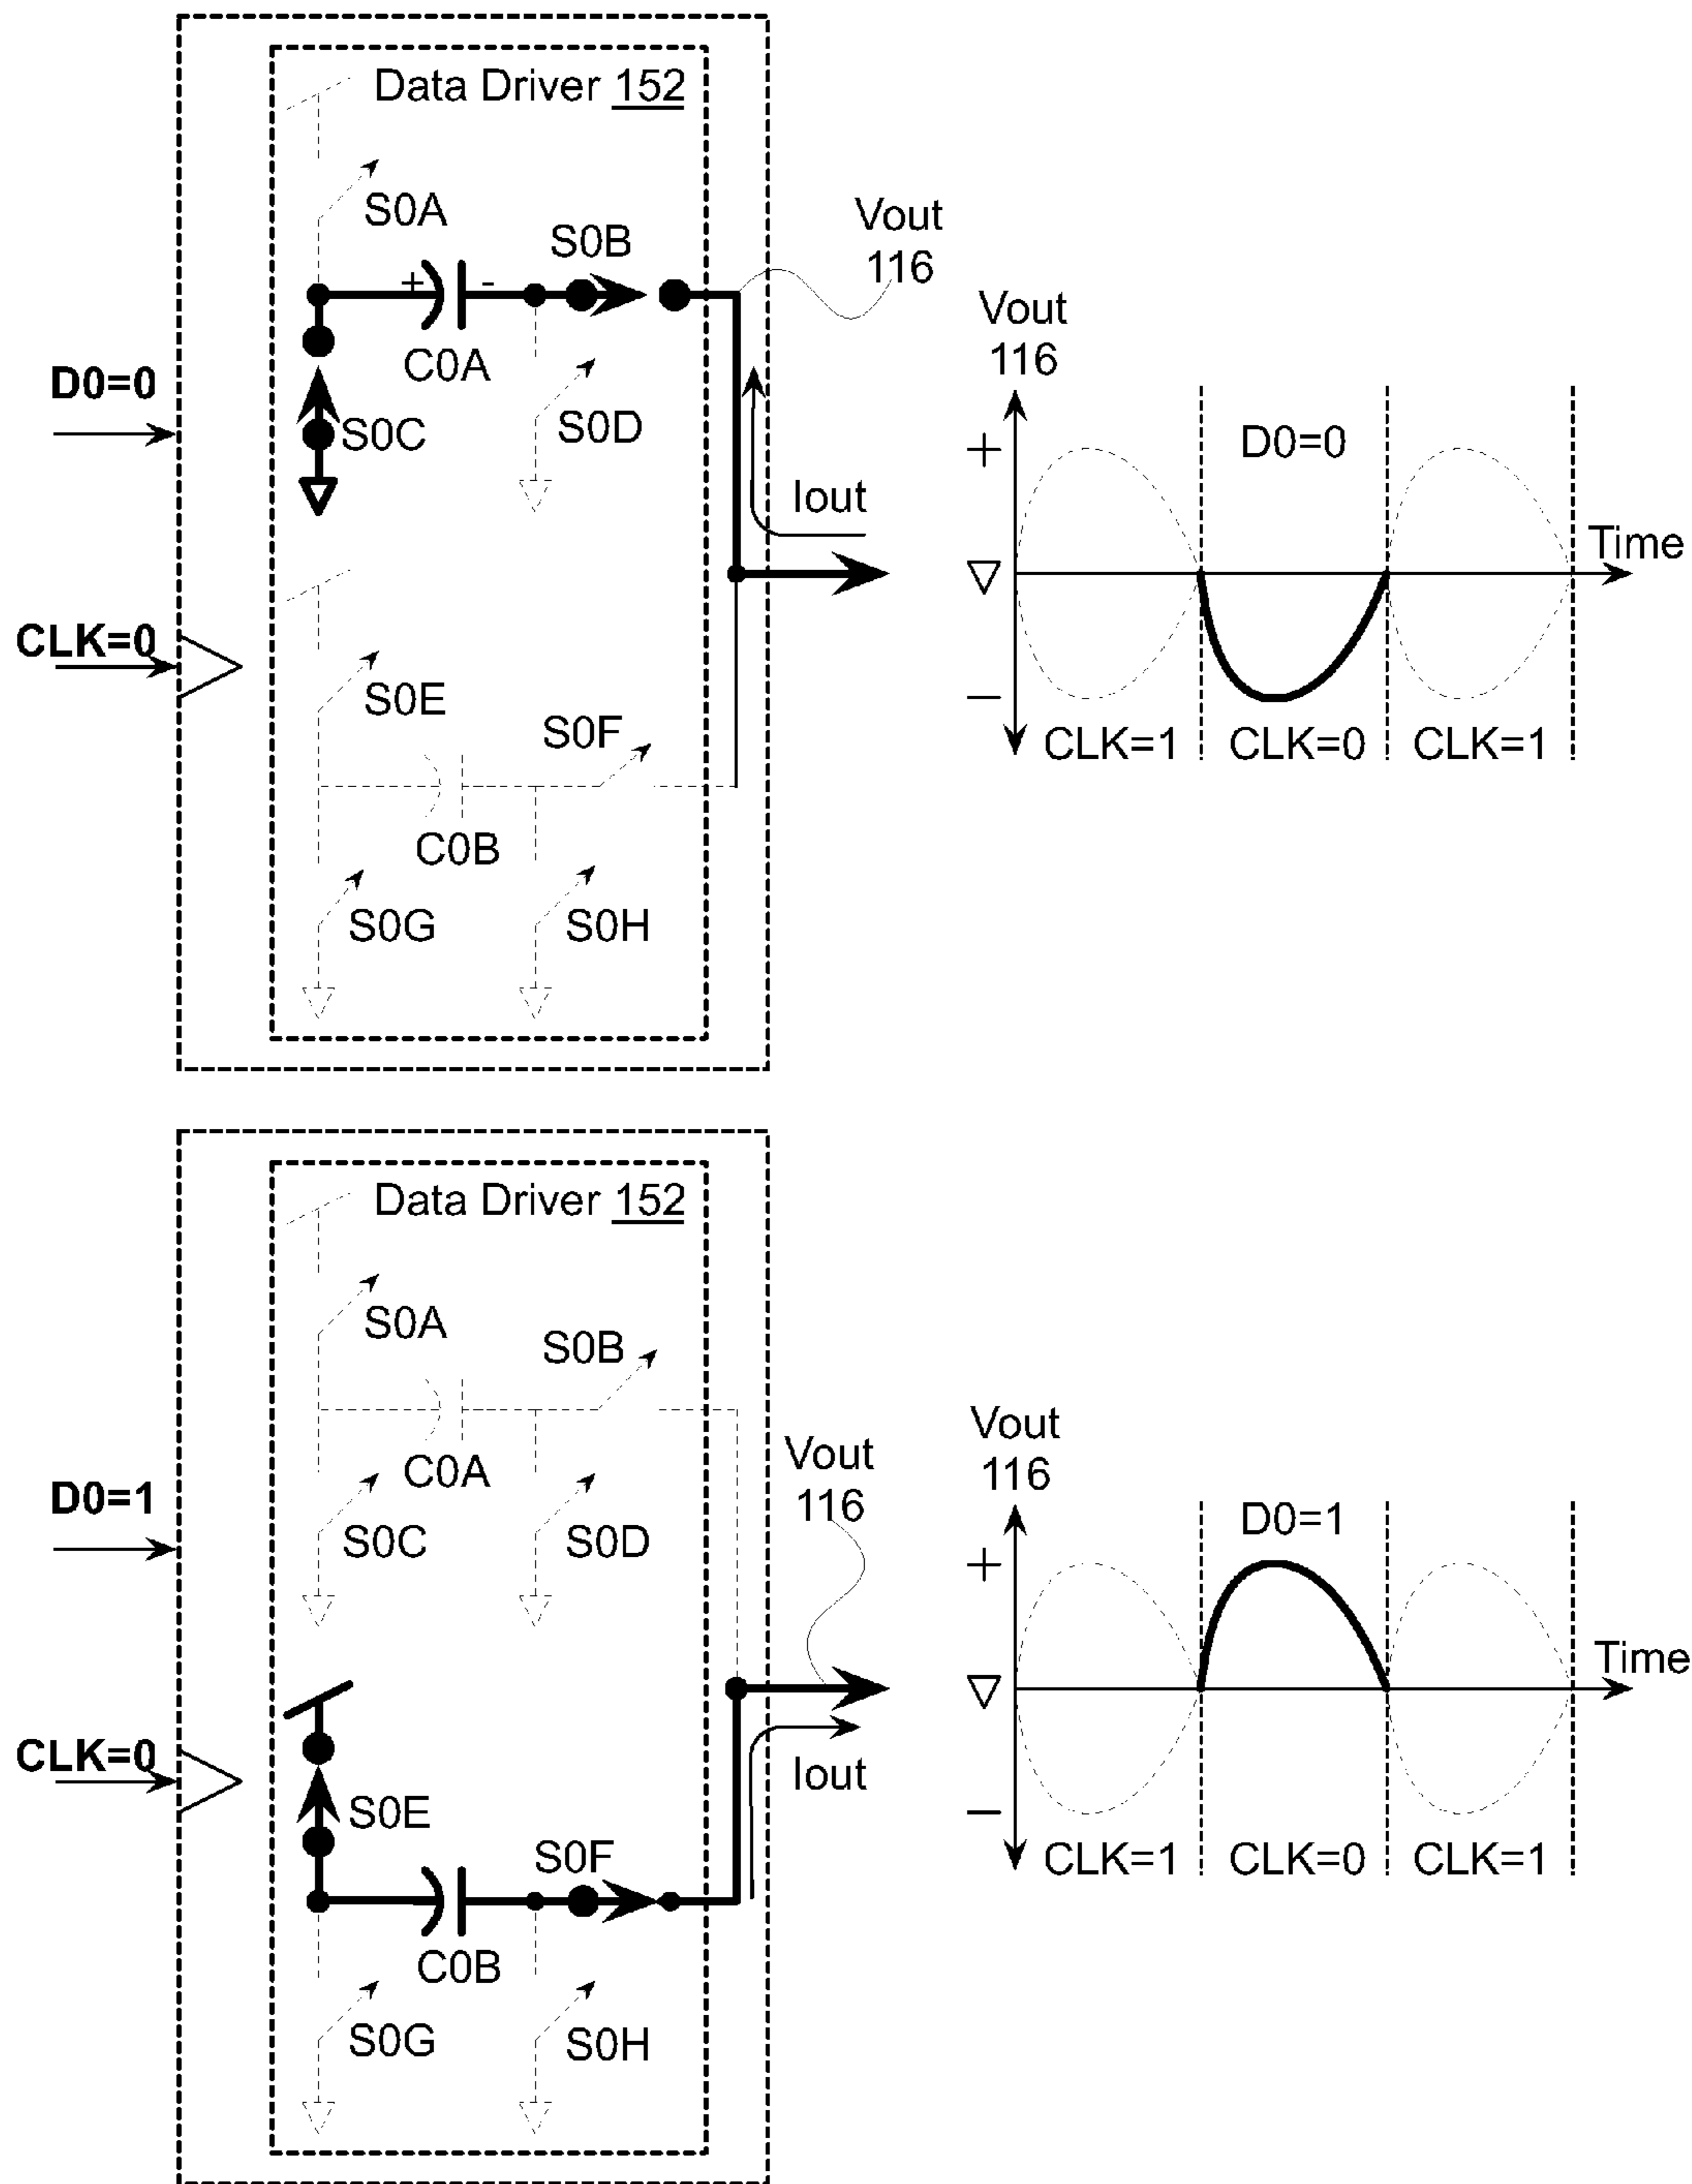 Data Driver 152
S0A
S0B
Vout
116
+ -
Vout
116
C0A
D0=0
S0C
S0D
+
D0=0
Iout
Time
CLK=0
S0E
S0F
−
CLK=1
CLK=0
CLK=1
C0B
S0G
S0H
Data Driver 152
S0A
S0B
Vout
116
Vout
116
C0A
D0=1
S0C
S0D
+
D0=1
Time
CLK=0
Iout
S0E
−
S0F
CLK=1
CLK=0
CLK=1
C0B
S0G
S0H